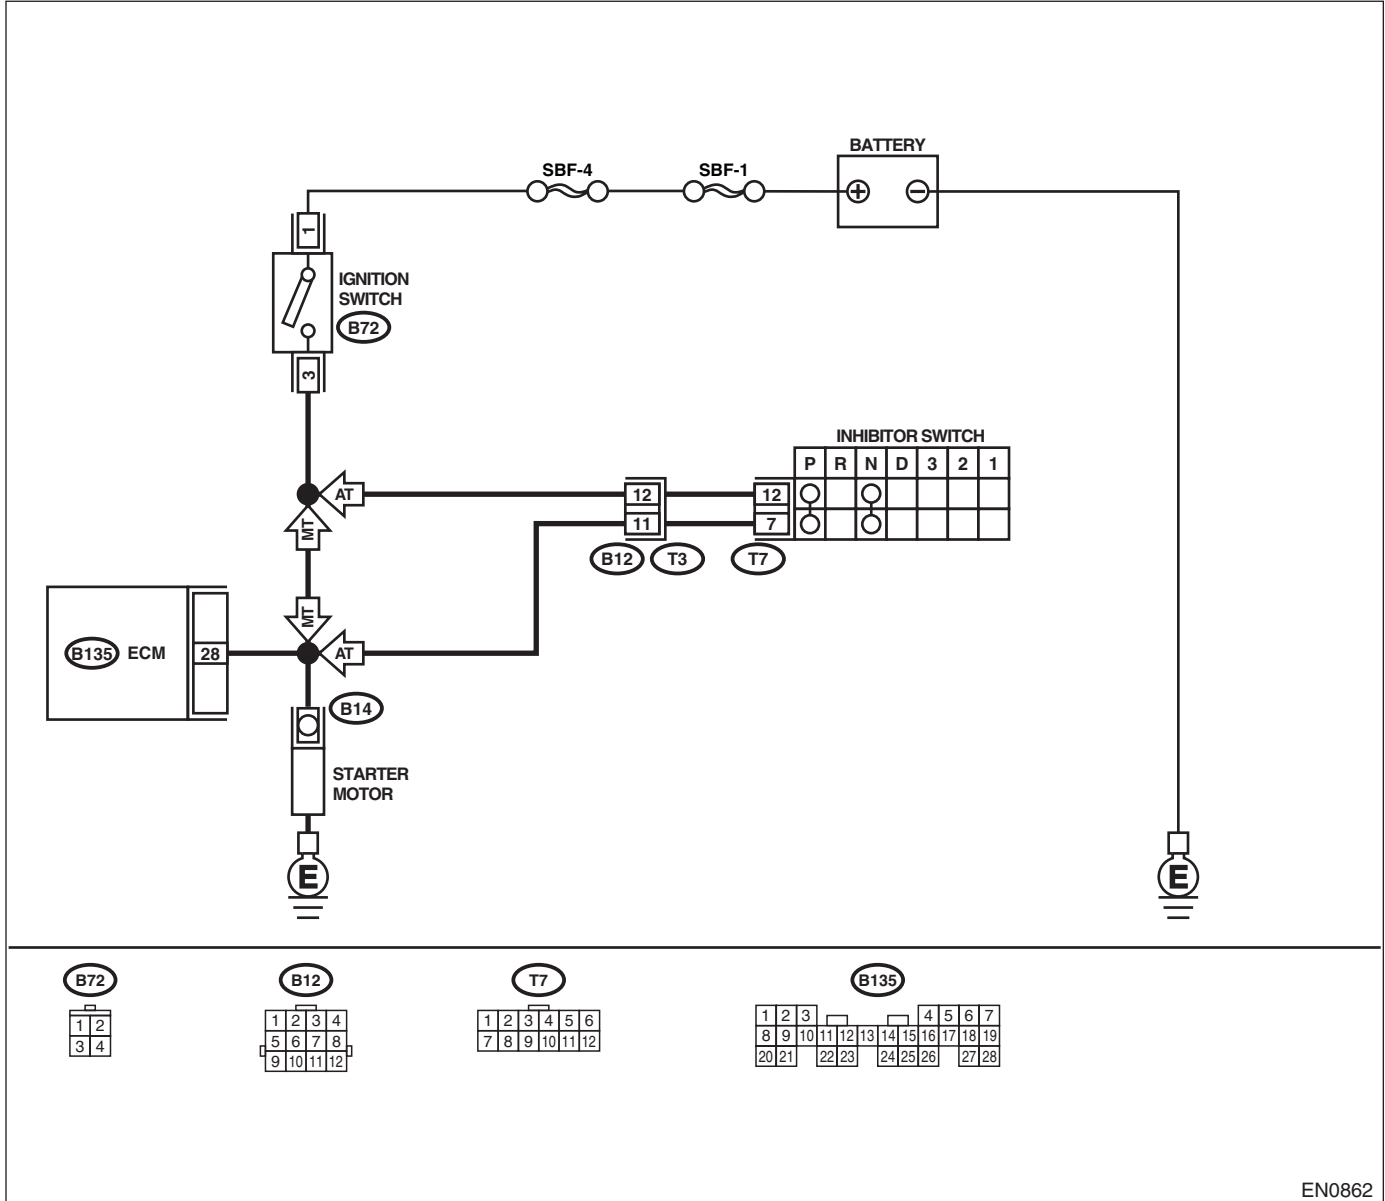 BATTERY
SBF-4 SBF-1
+ −
1
IGNITION
SWITCH
B72
3
INHIBITOR SWITCH
P R N D 3 2 1
AT 12 12
MT 11 7
B12 T3 T7
MT
B135 ECM 28 AT
B14
STARTER
MOTOR
E E
B72 B12 T7 B135
1 2
3 4
1 2 3 4
5 6 7 8
9 10 11 12
1 2 3 4 5 6
7 8 9 10 11 12
1 2 3 4 5 6 7
8 9 10 11 12 13 14 15 16 17 18 19
20 21 22 23 24 25 26 27 28
EN0862